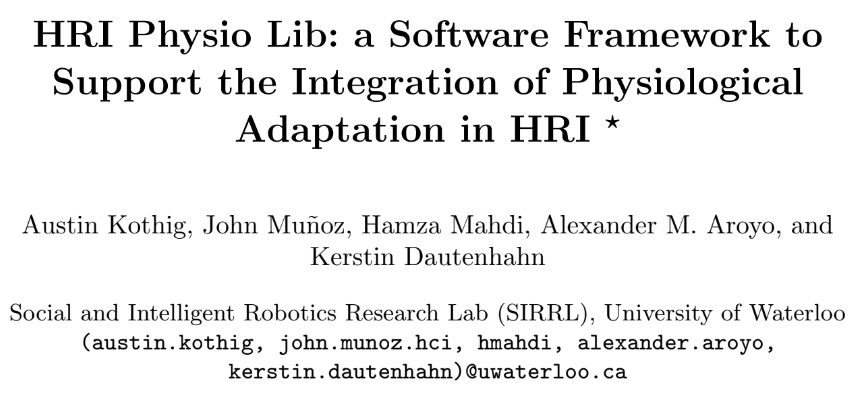 HRI Physio Lib: a Software Framework to
Support the Integration of Physiological
Adaptation in HRI ⋆
Austin Kothig, John Muñoz, Hamza Mahdi, Alexander M. Aroyo, and
Kerstin Dautenhahn
Social and Intelligent Robotics Research Lab (SIRRL), University of Waterloo
(austin.kothig, john.munoz.hci, hmahdi, alexander.aroyo,
kerstin.dautenhahn)@uwaterloo.ca